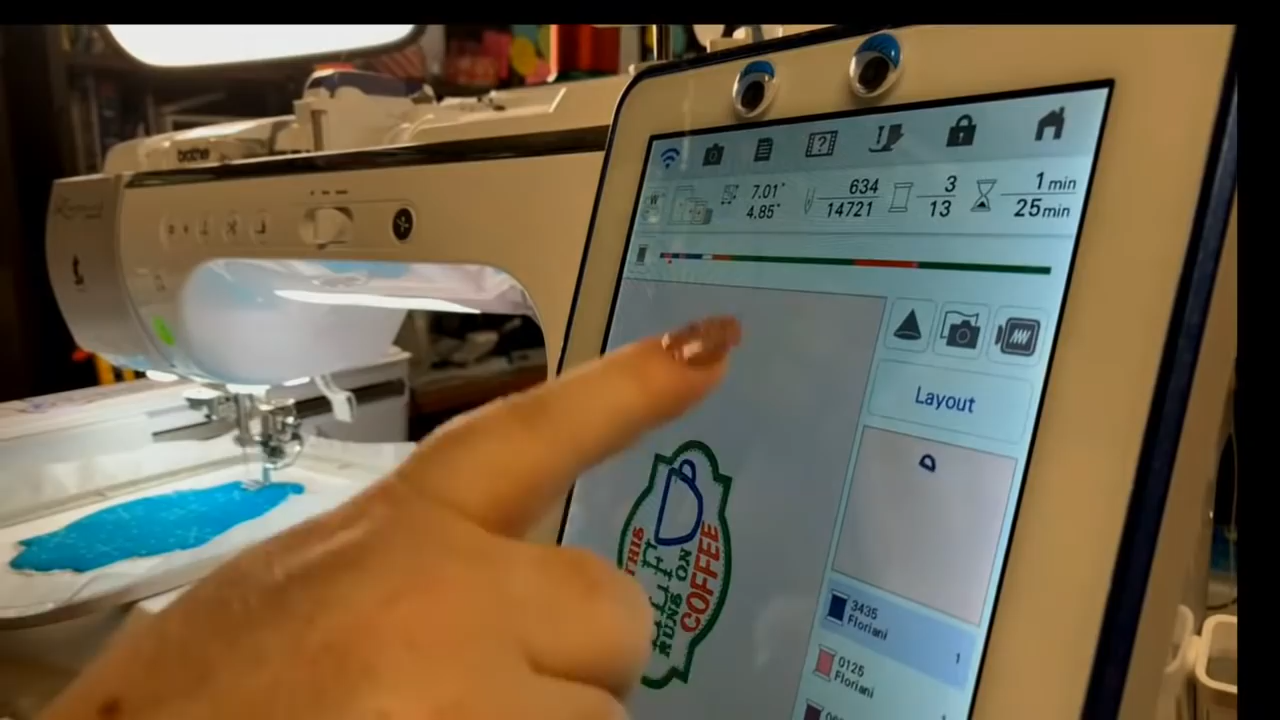 brother
7.01"
4.85"
634
14721
3
13
1 min
25 min
W
Layout
THIS
RUNS ON
COFFEE
3435
Floriani
1
0125
Floriani